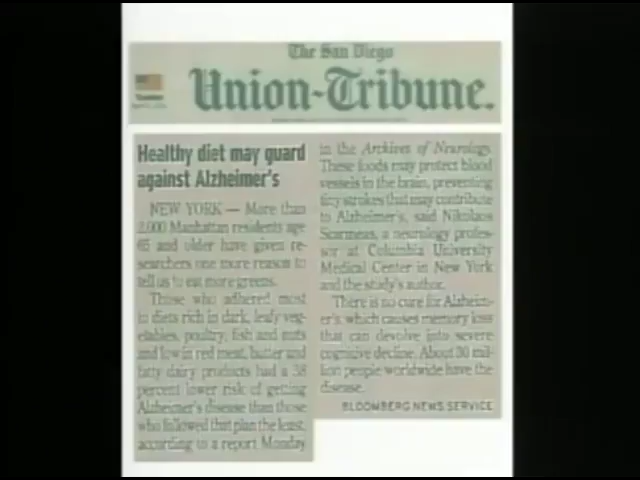 The San Diego
Union-Tribune.
Healthy diet may guard
against Alzheimer's
NEW YORK — More than
2,000 Manhattan residents age
65 and older have given re-
searchers one more reason to
tell us to eat more greens.
Those who adhered most
to diets rich in dark, leafy veg-
etables, poultry, fish and nuts
and low in red meat, butter and
fatty dairy products had a 38
percent lower risk of getting
Alzheimer's disease than those
who followed that plan the least,
according to a report Monday
in the Archives of Neurology.
These foods may protect blood
vessels in the brain, preventing
tiny strokes that may contribute
to Alzheimer's, said Nikolaos
Scarmeas, a neurology profes-
sor at Columbia University
Medical Center in New York
and the study's author.
There is no cure for Alzheim-
er's, which causes memory loss
that can devolve into severe
cognitive decline. About 30 mil-
lion people worldwide have the
disease.
BLOOMBERG NEWS SERVICE